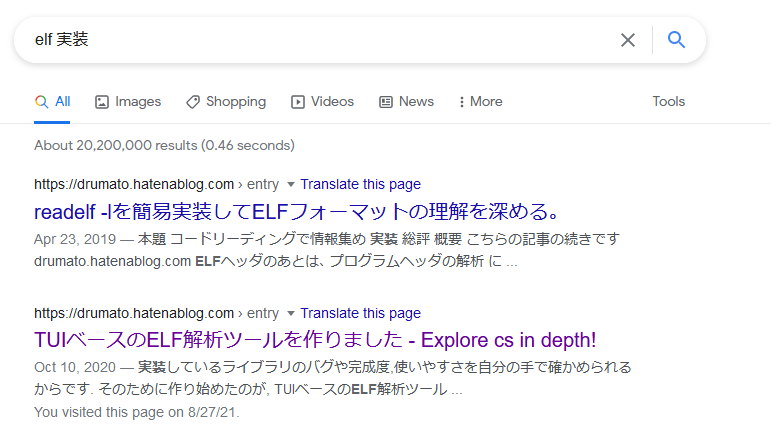 elf 実装
All Images Shopping Videos News More Tools
About 20,200,000 results (0.46 seconds)
https://drumato.hatenablog.com › entry Translate this page
readelf -lを簡易実装してELFフォーマットの理解を深める。
Apr 23, 2019 — 本題 コードリーディングで情報集め 実装 総評 概要 こちらの記事の続きです
drumato.hatenablog.com ELFヘッダのあとは、プログラムヘッダの解析 に ...
https://drumato.hatenablog.com › entry Translate this page
TUIベースのELF解析ツールを作りました - Explore cs in depth!
Oct 10, 2020 — 実装しているライブラリのバグや完成度,使いやすさを自分の手で確かめられる
からです. そのために作り始めたのが, TUIベースのELF解析ツール ...
You visited this page on 8/27/21.